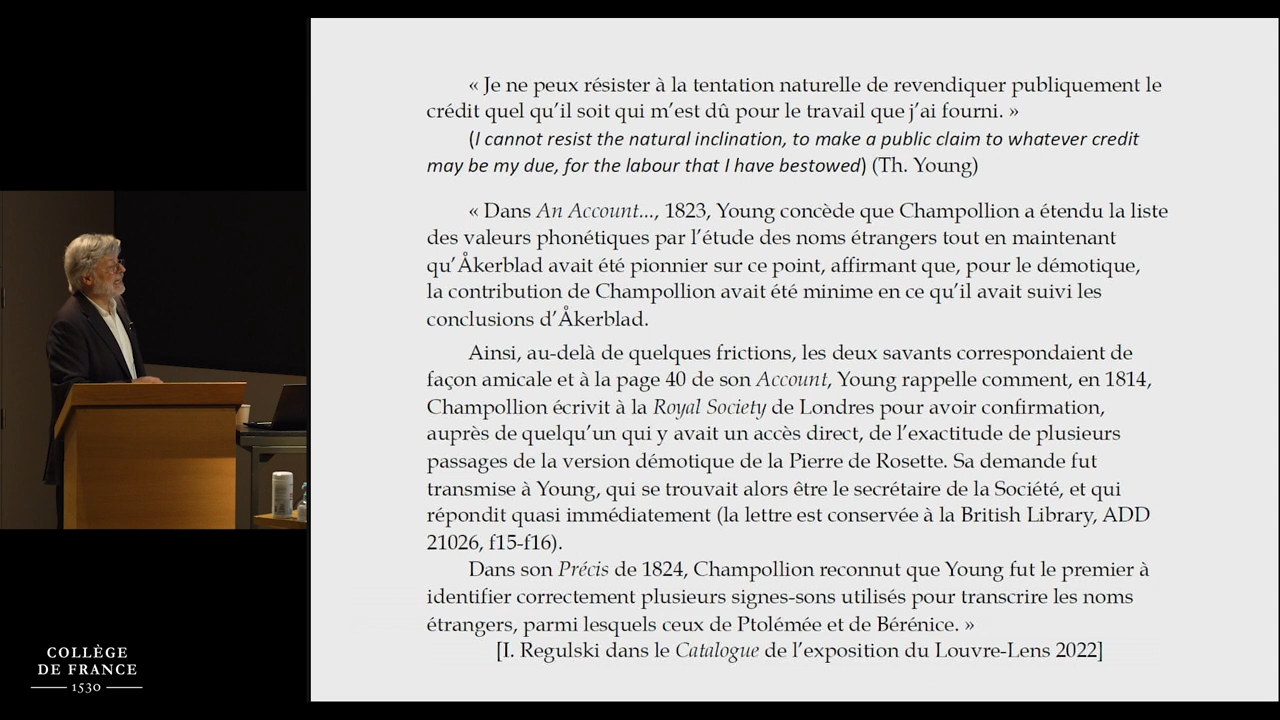 « Je ne peux résister à la tentation naturelle de revendiquer publiquement le
crédit quel qu'il soit qui m'est dû pour le travail que j'ai fourni. »
(I cannot resist the natural inclination, to make a public claim to whatever credit
may be my due, for the labour that I have bestowed) (Th. Young)
« Dans An Account..., 1823, Young concède que Champollion a étendu la liste
des valeurs phonétiques par l'étude des noms étrangers tout en maintenant
qu'Åkerblad avait été pionnier sur ce point, affirmant que, pour le démotique,
la contribution de Champollion avait été minime en ce qu'il avait suivi les
conclusions d'Åkerblad.
Ainsi, au-delà de quelques frictions, les deux savants correspondaient de
façon amicale et à la page 40 de son Account, Young rappelle comment, en 1814,
Champollion écrivit à la Royal Society de Londres pour avoir confirmation,
auprès de quelqu'un qui y avait un accès direct, de l'exactitude de plusieurs
passages de la version démotique de la Pierre de Rosette. Sa demande fut
transmise à Young, qui se trouvait alors être le secrétaire de la Société, et qui
répondit quasi immédiatement (la lettre est conservée à la British Library, ADD
21026, f15-f16).
Dans son Précis de 1824, Champollion reconnut que Young fut le premier à
identifier correctement plusieurs signes-sons utilisés pour transcrire les noms
étrangers, parmi lesquels ceux de Ptolémée et de Bérénice. »
[I. Regulski dans le Catalogue de l'exposition du Louvre-Lens 2022]
COLLÈGE
DE FRANCE
1530